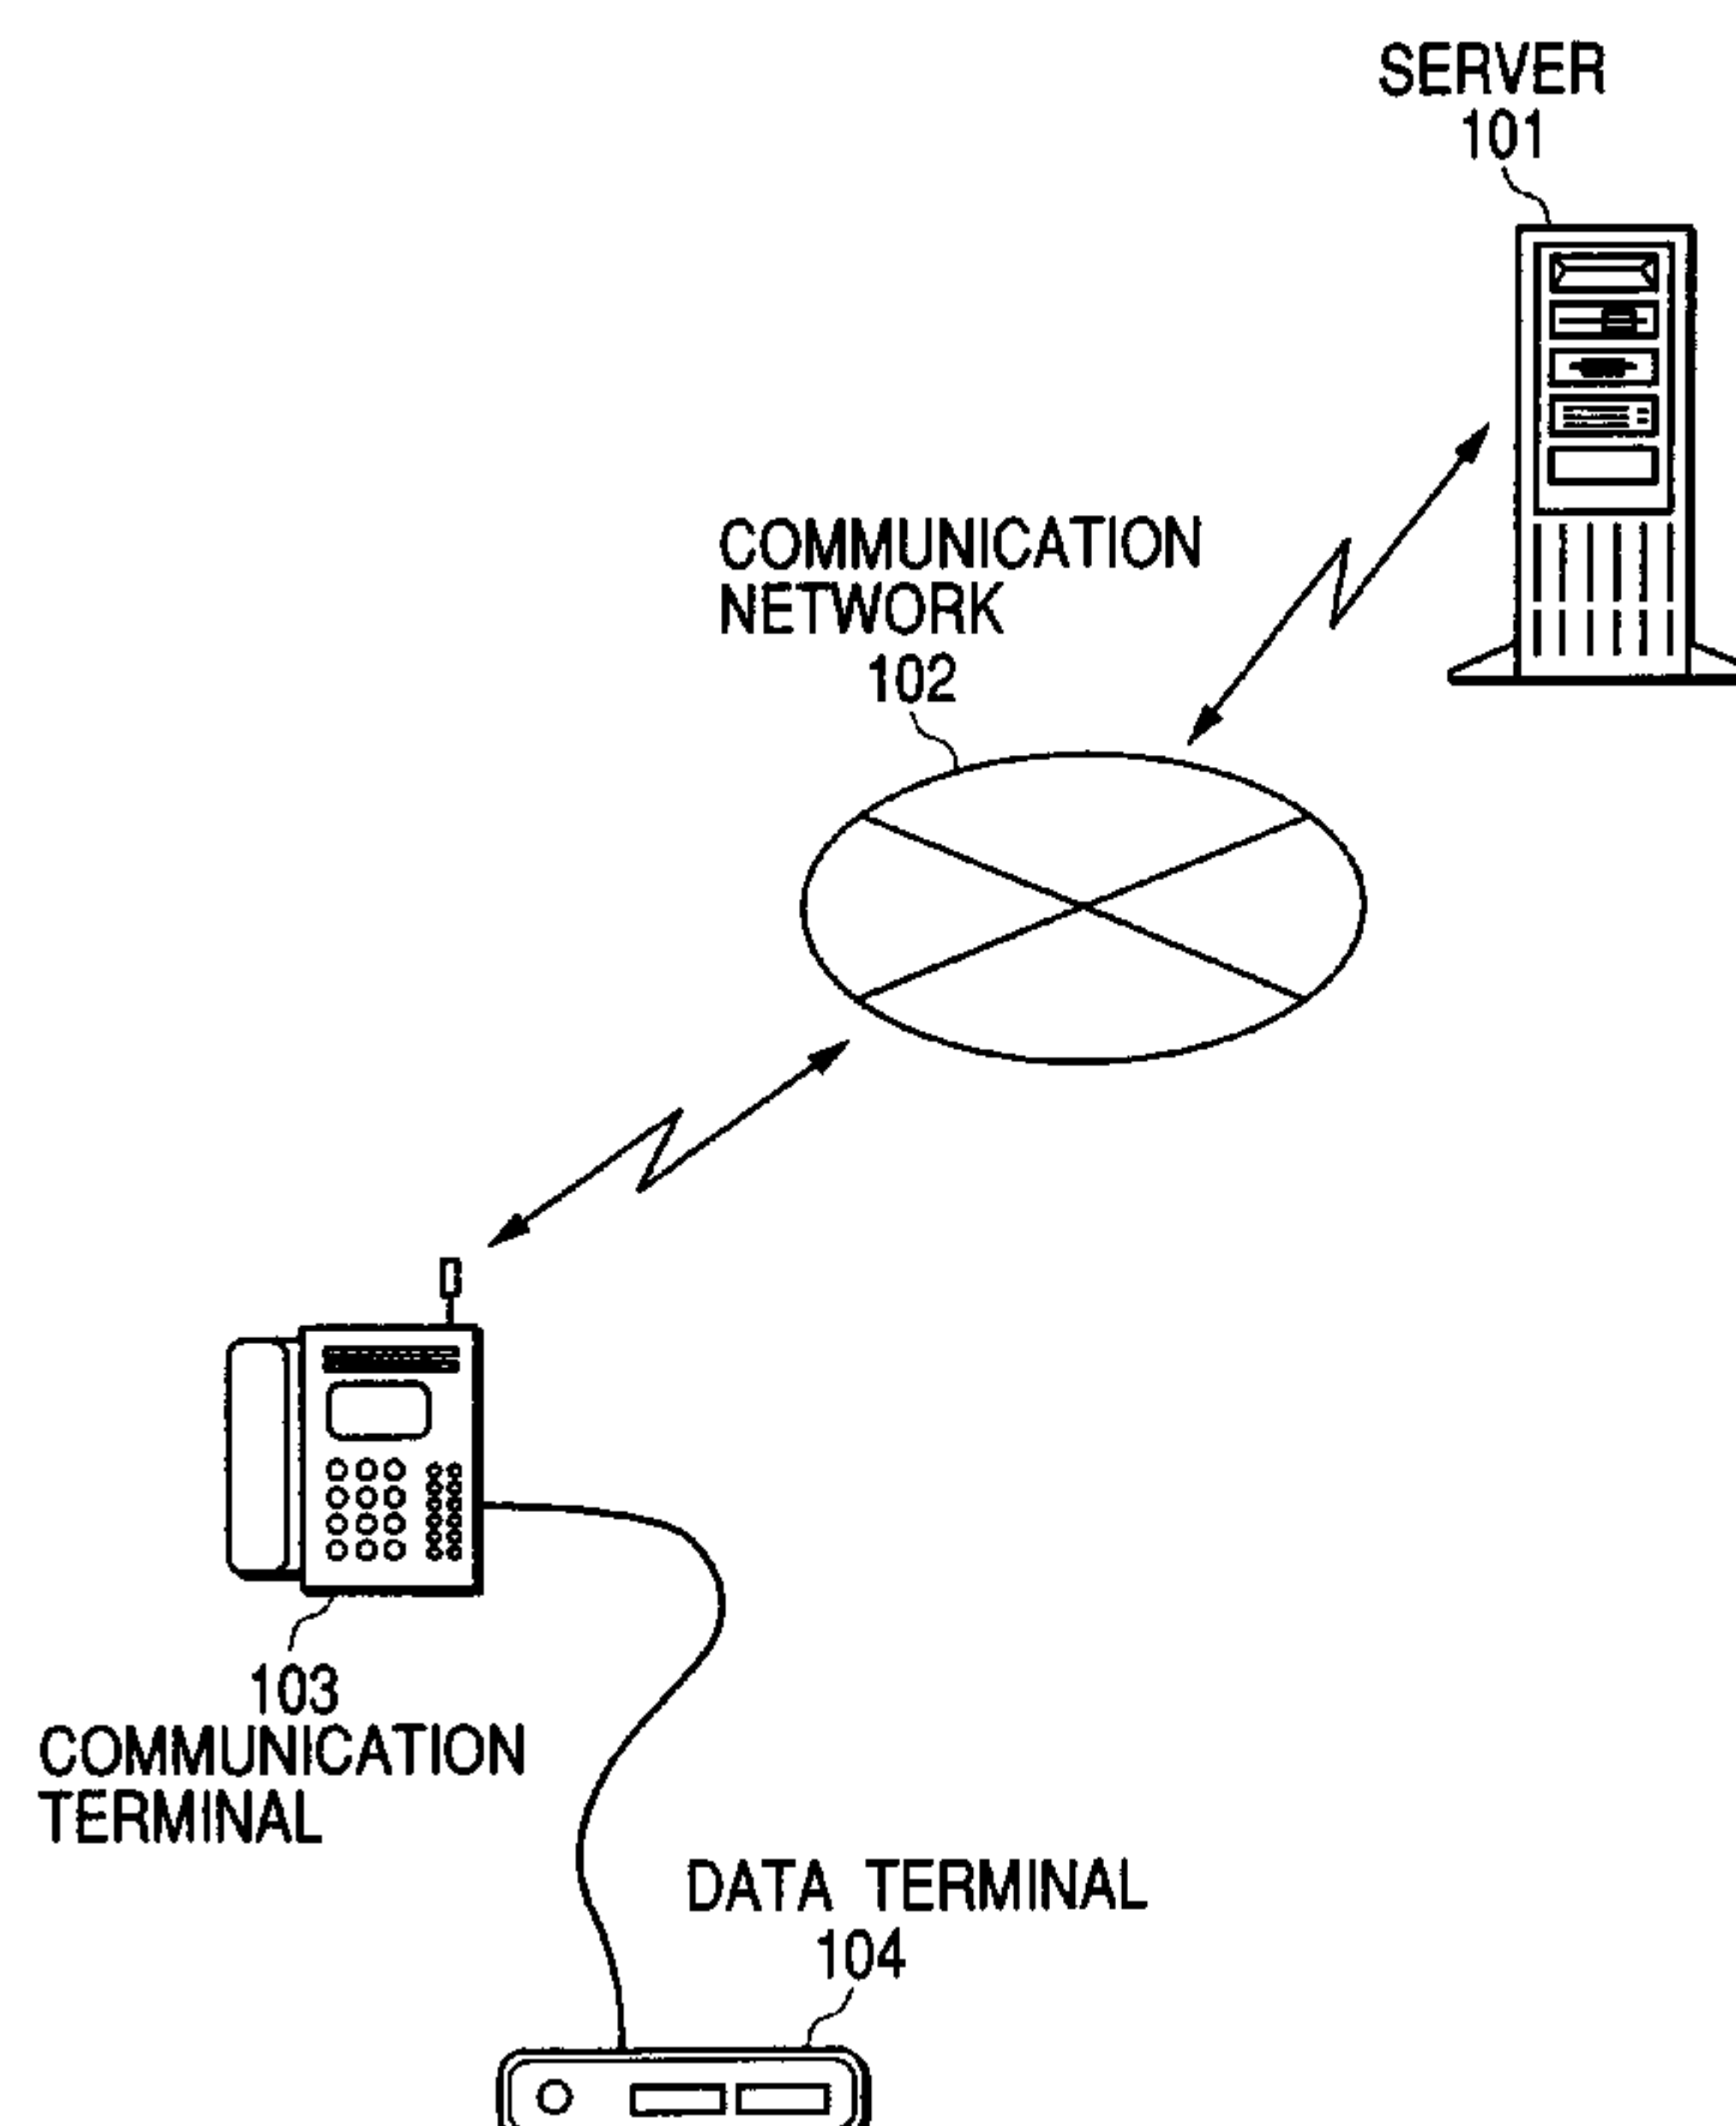 SERVER
101
COMMUNICATION
NETWORK
102
103
COMMUNICATION
TERMINAL
DATA TERMINAL
104